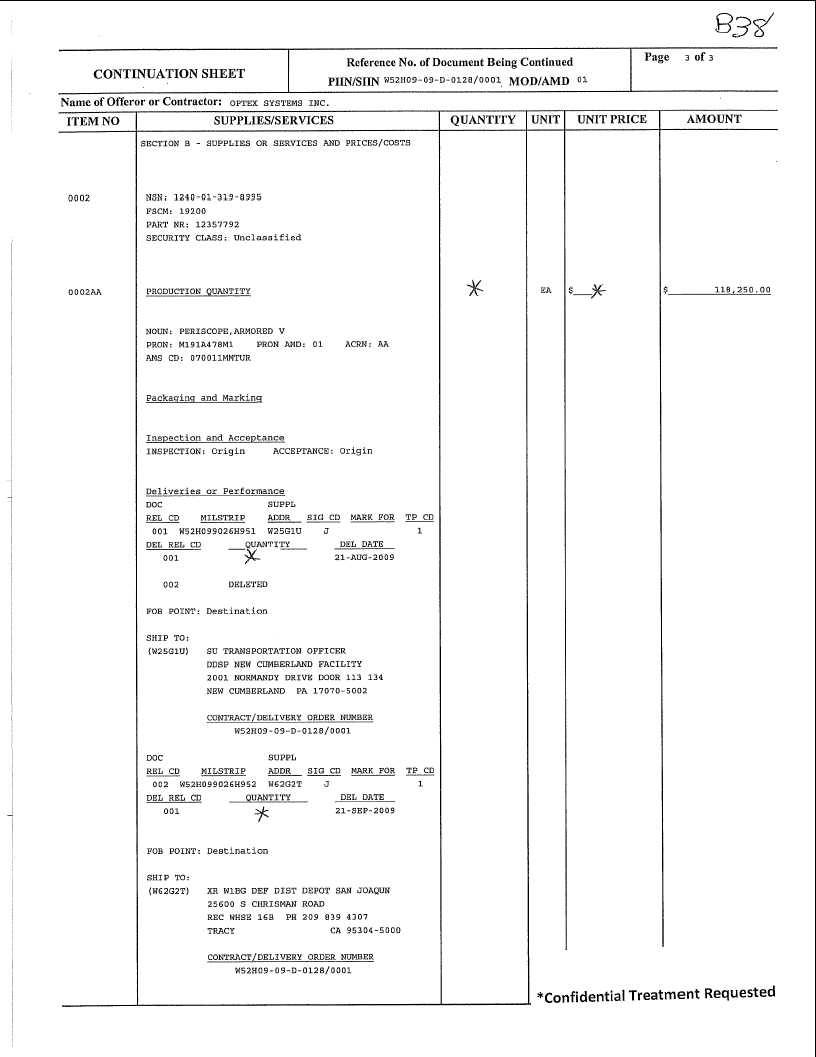 B38
CONTINUATION SHEET
Reference No. of Document Being Continued
PIIN/SIIN W52H09-09-D-0128/0001 MOD/AMD 01
Page 3 of 3
Name of Offeror or Contractor: OPTEX SYSTEMS INC.
ITEM NO SUPPLIES/SERVICES QUANTITY UNIT UNIT PRICE AMOUNT
SECTION B - SUPPLIES OR SERVICES AND PRICES/COSTS
0002 NSN: 1240-01-319-8995
FSCM: 19200
PART NR: 12357792
SECURITY CLASS: Unclassified
0002AA PRODUCTION QUANTITY * EA $ * $ 118,250.00
NOUN: PERISCOPE,ARMORED V
PRON: M191A478M1 PRON AMD: 01 ACRN: AA
AMS CD: 070011MMTUR
Packaging and Marking
Inspection and Acceptance
INSPECTION: Origin ACCEPTANCE: Origin
Deliveries or Performance
DOC SUPPL
REL CD MILSTRIP ADDR SIG CD MARK FOR TP CD
001 W52H099026H951 W25G1U J 1
DEL REL CD QUANTITY DEL DATE
001 * 21-AUG-2009
002 DELETED
FOB POINT: Destination
SHIP TO:
(W25G1U) SU TRANSPORTATION OFFICER
DDSP NEW CUMBERLAND FACILITY
2001 NORMANDY DRIVE DOOR 113 134
NEW CUMBERLAND PA 17070-5002
CONTRACT/DELIVERY ORDER NUMBER
W52H09-09-D-0128/0001
DOC SUPPL
REL CD MILSTRIP ADDR SIG CD MARK FOR TP CD
002 W52H099026H952 W62G2T J 1
DEL REL CD QUANTITY DEL DATE
001 * 21-SEP-2009
FOB POINT: Destination
SHIP TO:
(W62G2T) XR W1BG DEF DIST DEPOT SAN JOAQUN
25600 S CHRISMAN ROAD
REC WHSE 16B PH 209 839 4307
TRACY CA 95304-5000
CONTRACT/DELIVERY ORDER NUMBER
W52H09-09-D-0128/0001
*Confidential Treatment Requested